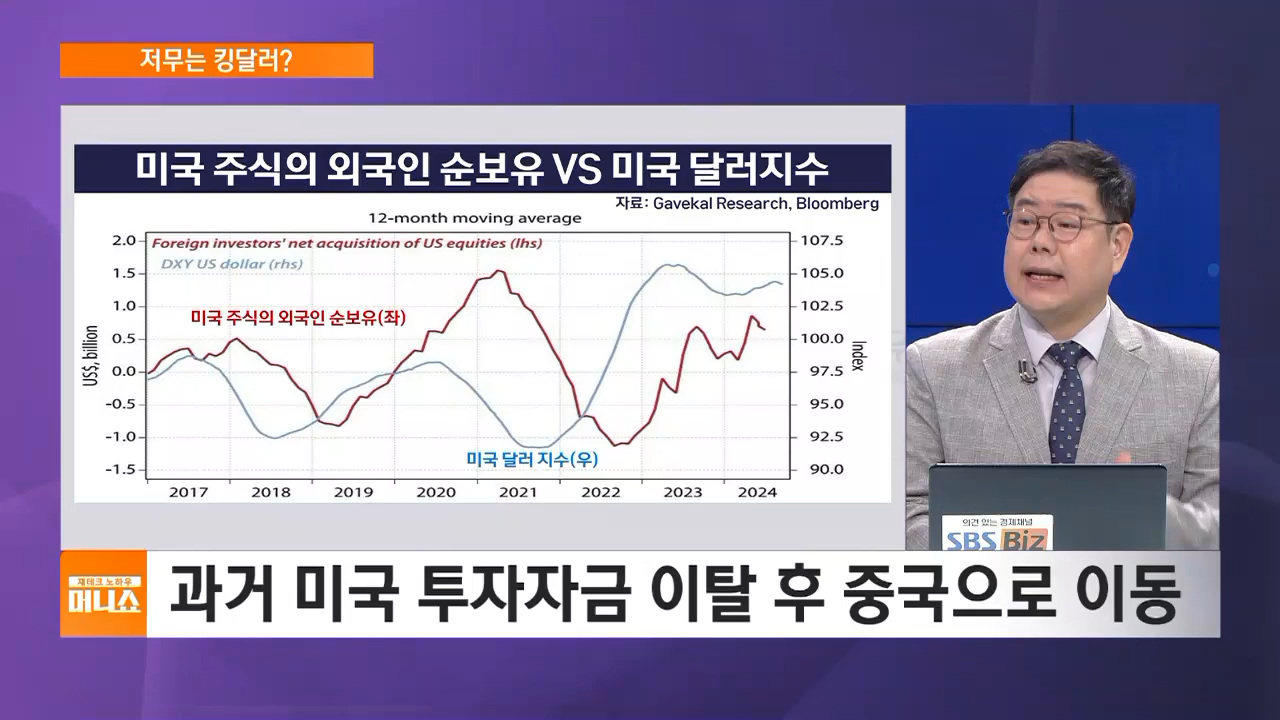 저무는 킹달러?
미국 주식의 외국인 순보유 VS 미국 달러지수
자료: Gavekal Research, Bloomberg
12-month moving average
Foreign investors' net acquisition of US equities (lhs)
DXY US dollar (rhs)
미국 주식의 외국인 순보유(좌)
미국 달러 지수(우)
US$, billion
2.0
1.5
1.0
0.5
0.0
-0.5
-1.0
-1.5
107.5
105.0
102.5
100.0
97.5
95.0
92.5
90.0
Index
2017 2018 2019 2020 2021 2022 2023 2024
의견 있는 경제채널
SBS Biz
재테크 노하우
머니쇼
과거 미국 투자자금 이탈 후 중국으로 이동